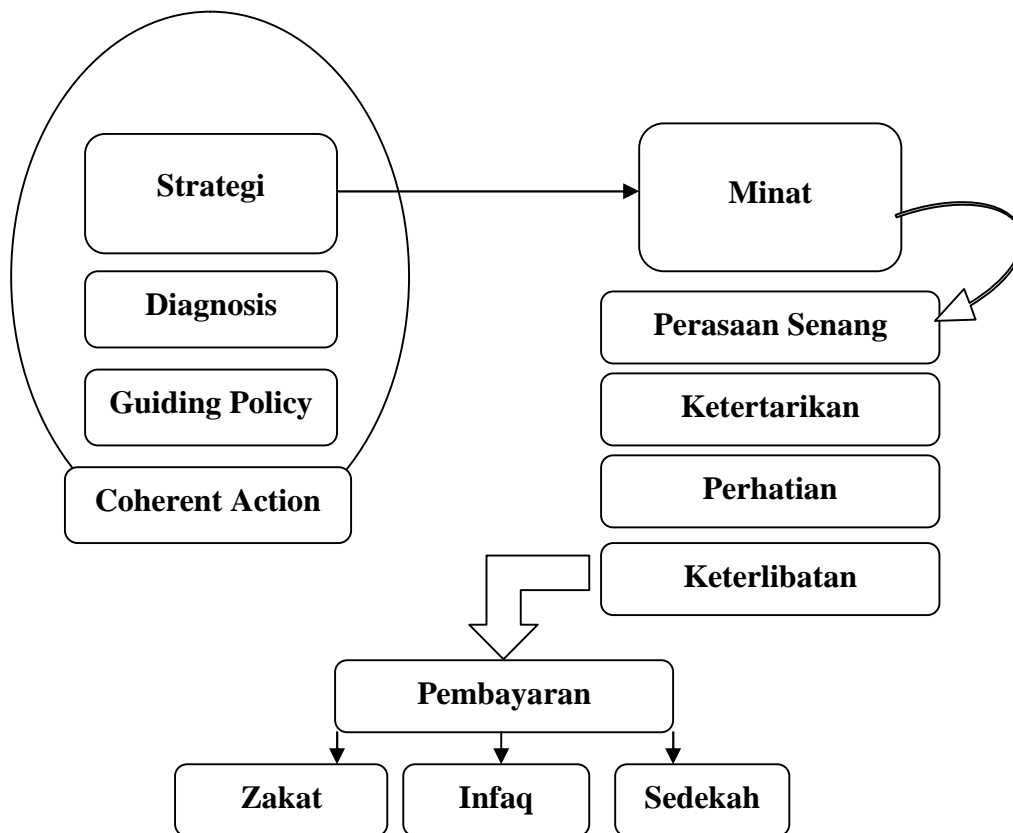 Strategi
Minat
Diagnosis
Perasaan Senang
Guiding Policy
Ketertarikan
Coherent Action
Perhatian
Keterlibatan
Pembayaran
Zakat
Infaq
Sedekah